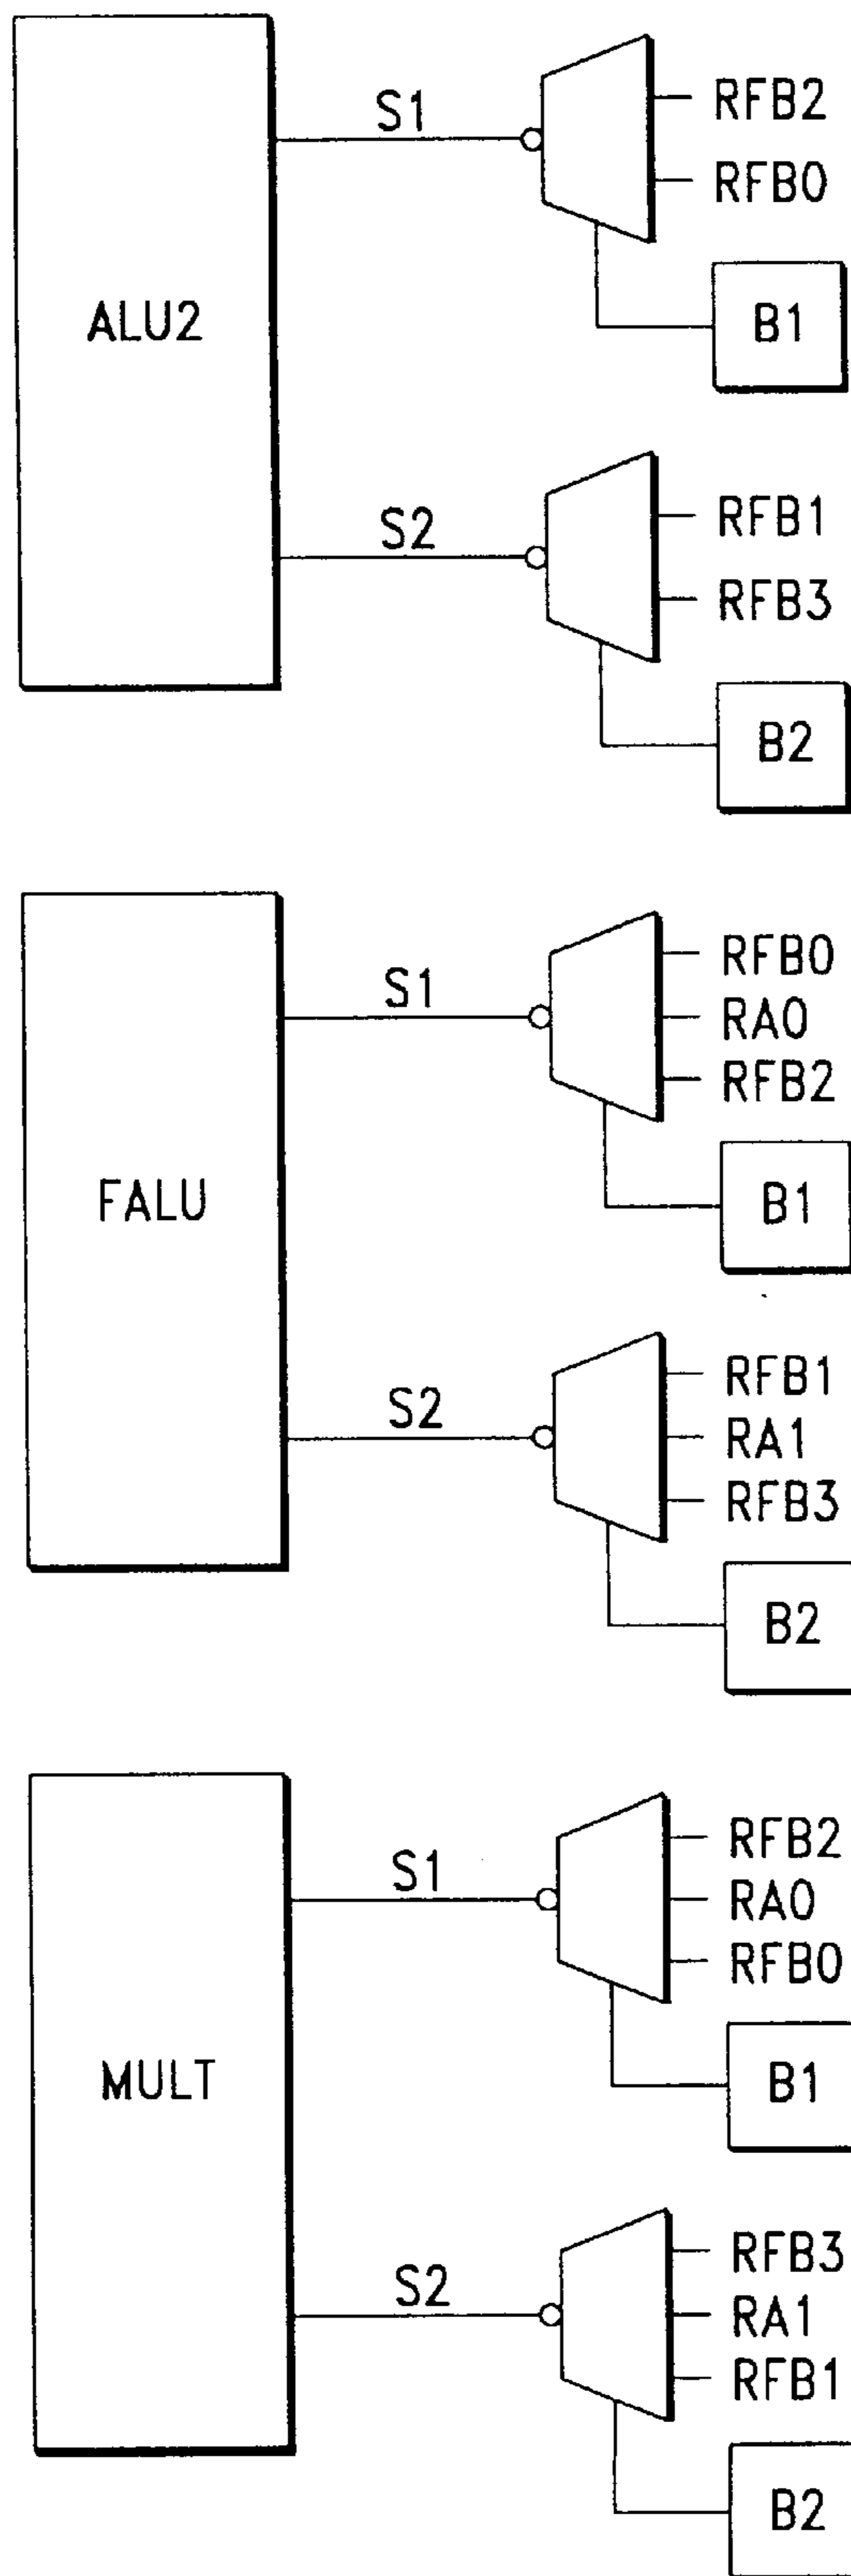 S1
RFB2
RFB0
ALU2
B1
S2
RFB1
RFB3
B2
S1
RFB0
RA0
RFB2
FALU
B1
S2
RFB1
RA1
RFB3
B2
S1
RFB2
RA0
RFB0
MULT
B1
S2
RFB3
RA1
RFB1
B2